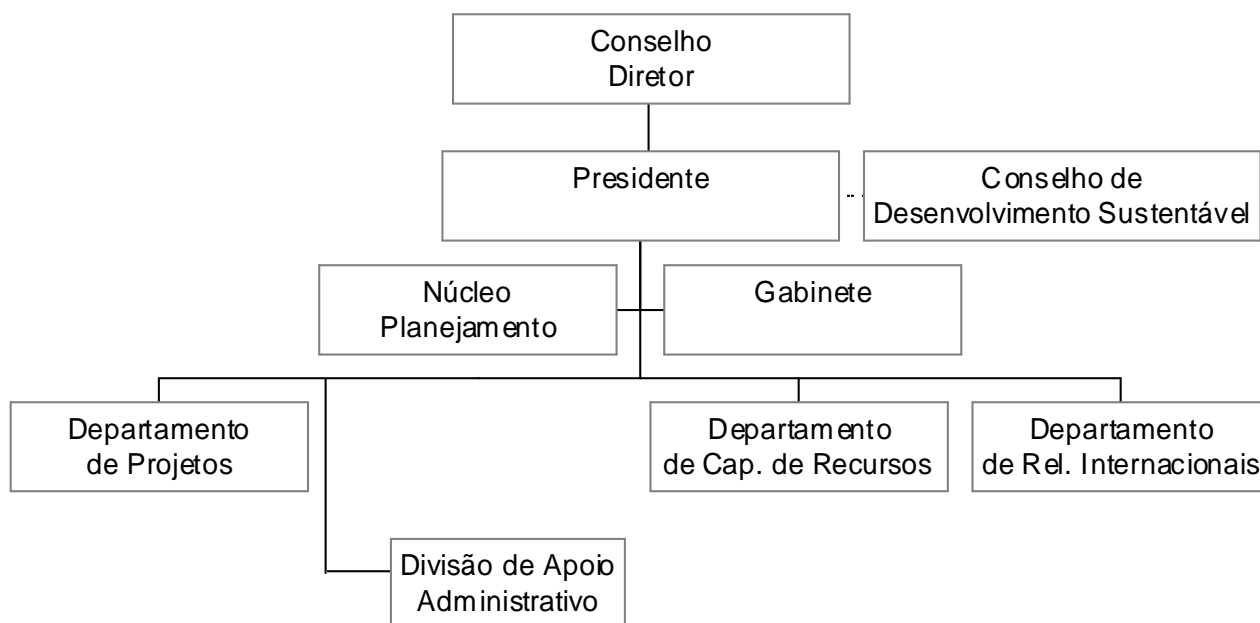 Conselho
Diretor
Presidente
Conselho de
Desenvolvimento Sustentável
Núcleo
Planejamento
Gabinete
Departamento
de Projetos
Departamento
de Cap. de Recursos
Departamento
de Rel. Internacionais
Divisão de Apoio
Administrativo